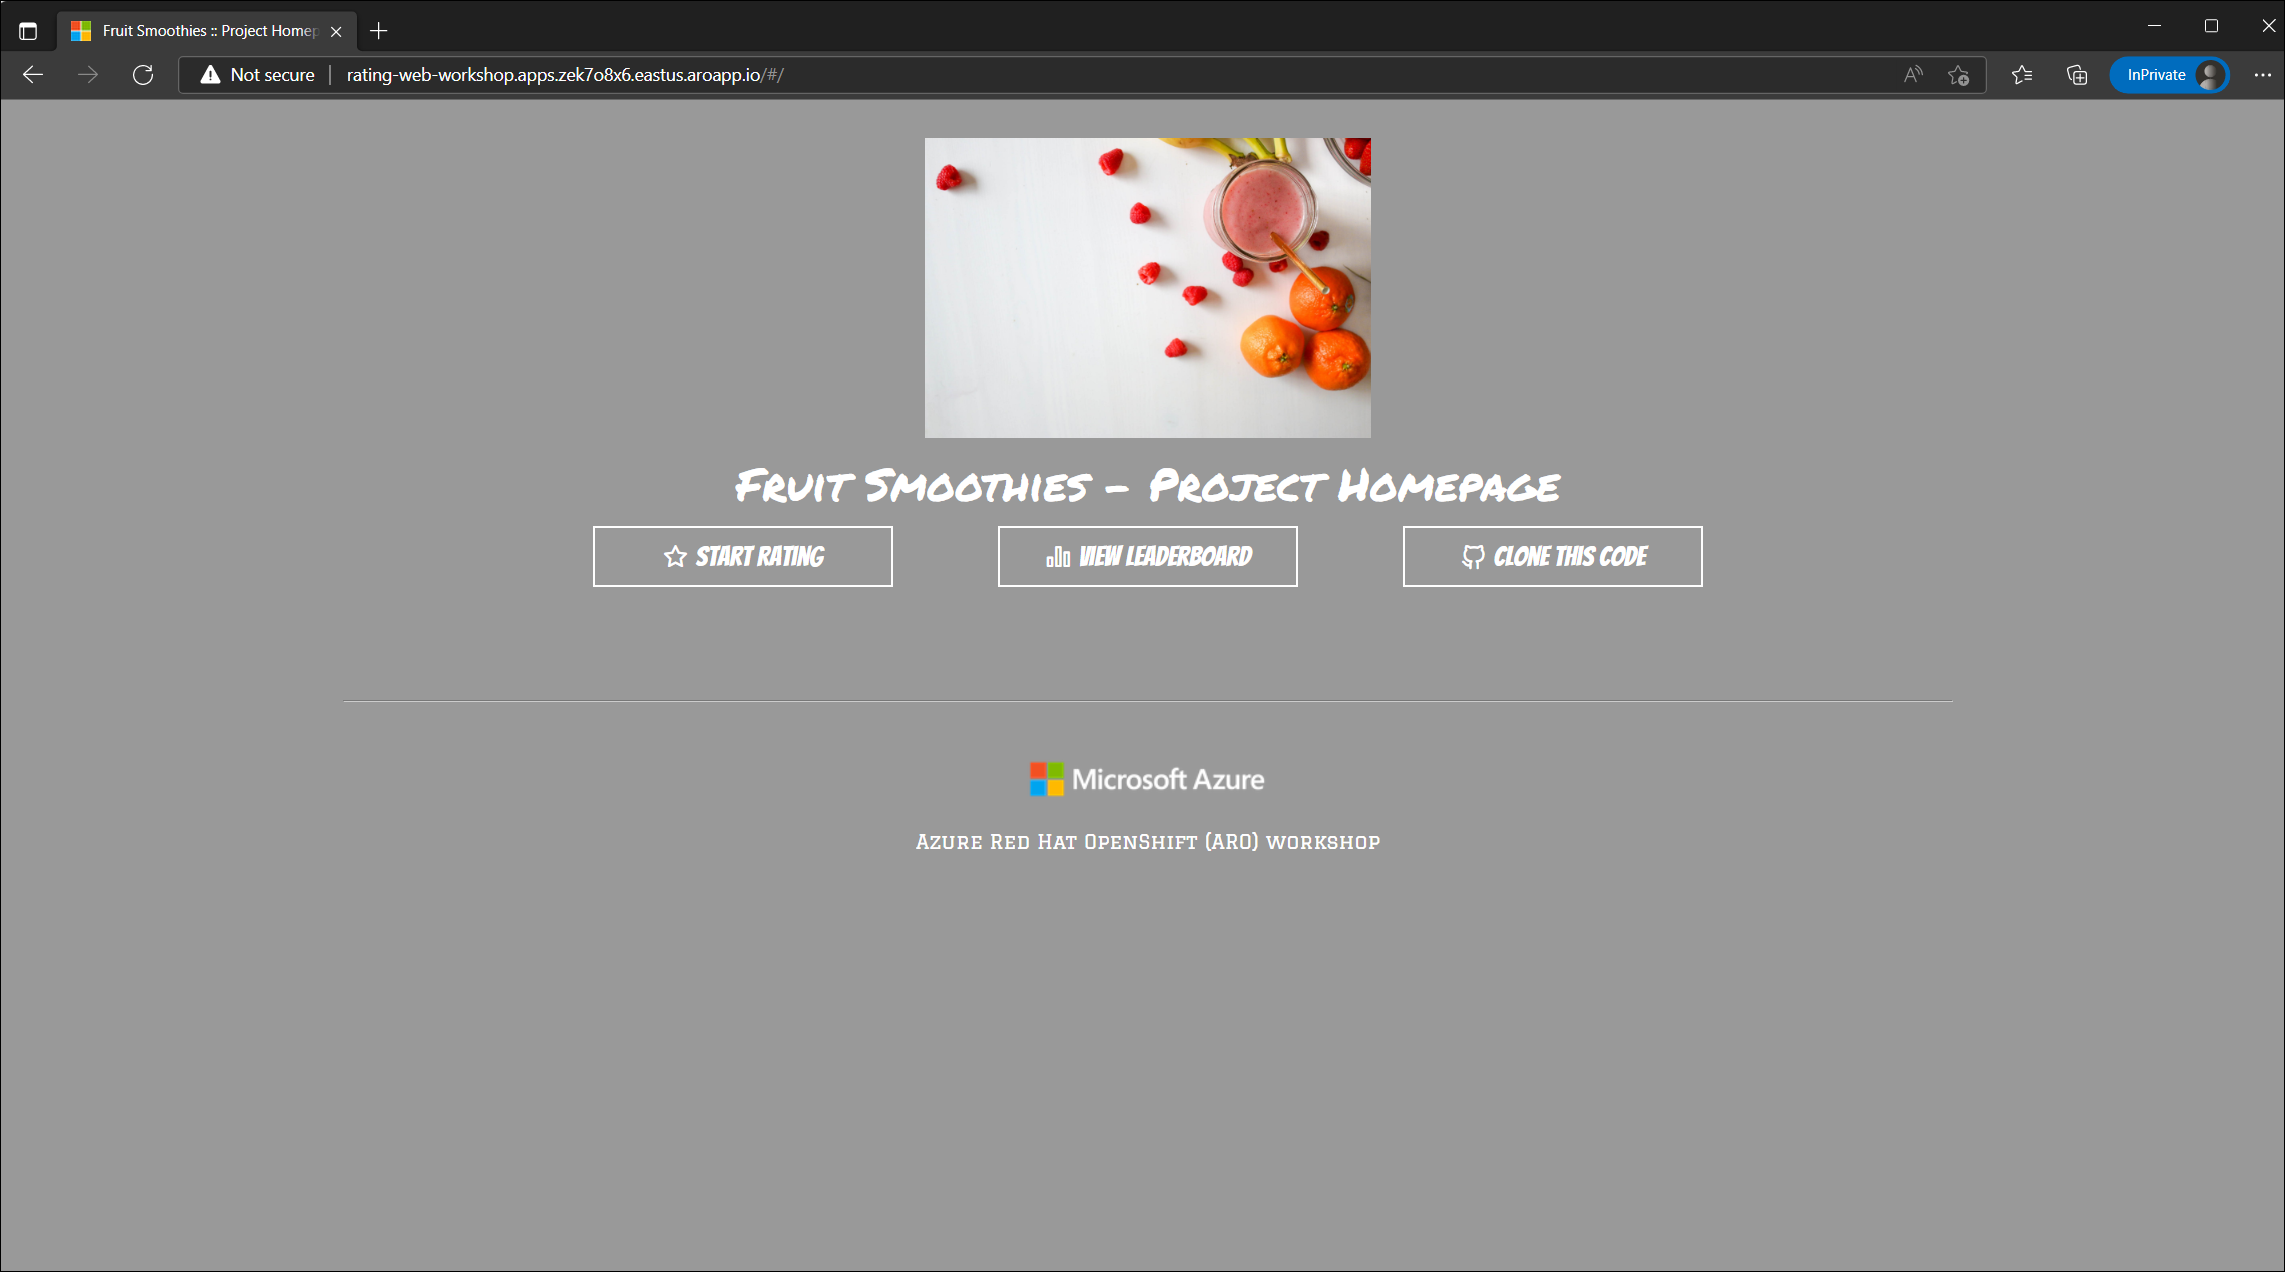 Fruit Smoothies :: Project Homep
Not secure | rating-web-workshop.apps.zek7o8x6.eastus.aroapp.io/#/
InPrivate
Fruit Smoothies - Project Homepage
START RATING
VIEW LEADERBOARD
CLONE THIS CODE
Microsoft Azure
Azure Red Hat OpenShift (ARO) workshop